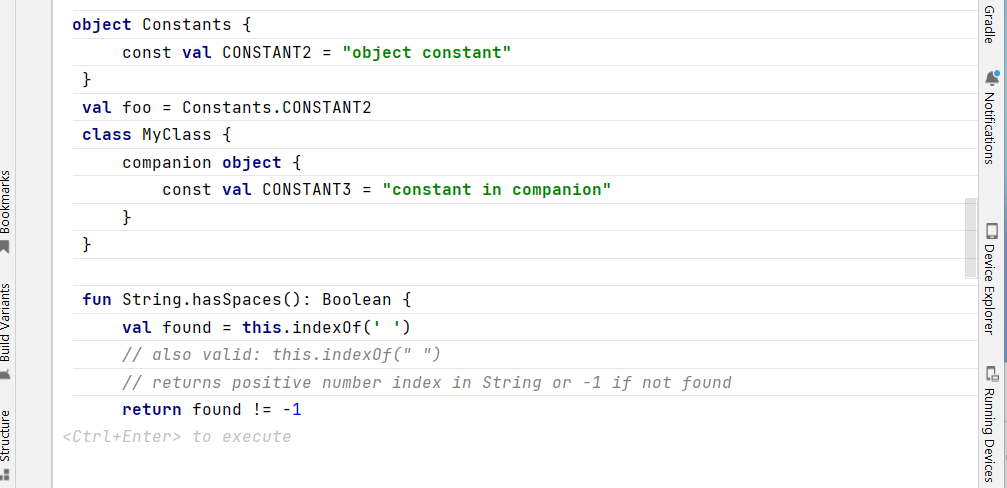 object Constants {
    const val CONSTANT2 = "object constant"
}
val foo = Constants.CONSTANT2
class MyClass {
    companion object {
        const val CONSTANT3 = "constant in companion"
    }
}
fun String.hasSpaces(): Boolean {
    val found = this.indexOf(' ')
    // also valid: this.indexOf(" ")
    // returns positive number index in String or -1 if not found
    return found != -1
<Ctrl+Enter> to execute
Bookmarks
Build Variants
Structure
Gradle
Notifications
Device Explorer
Running Devices